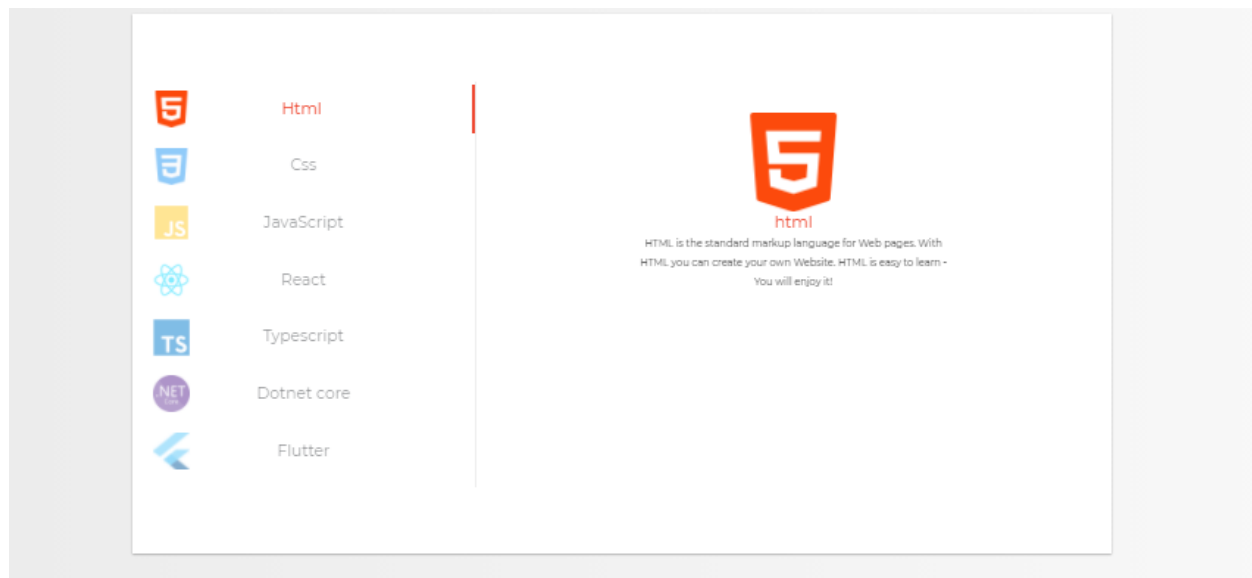 Html
Css
JS
JavaScript
React
TS
Typescript
.NET
Core
Dotnet core
Flutter
html
HTML is the standard markup language for Web pages. With
HTML you can create your own Website. HTML is easy to learn -
You will enjoy it!